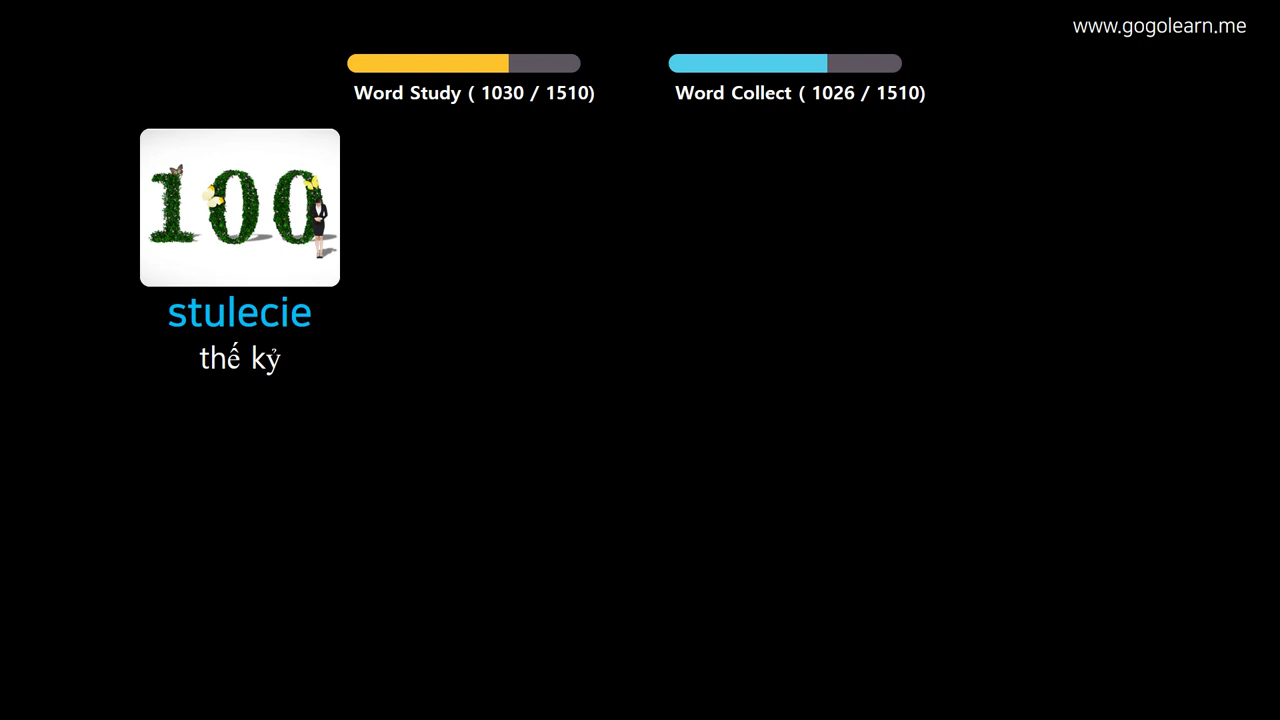 www.gogolearn.me
Word Study ( 1030 / 1510)
Word Collect ( 1026 / 1510)
100
stulecie
thế kỷ